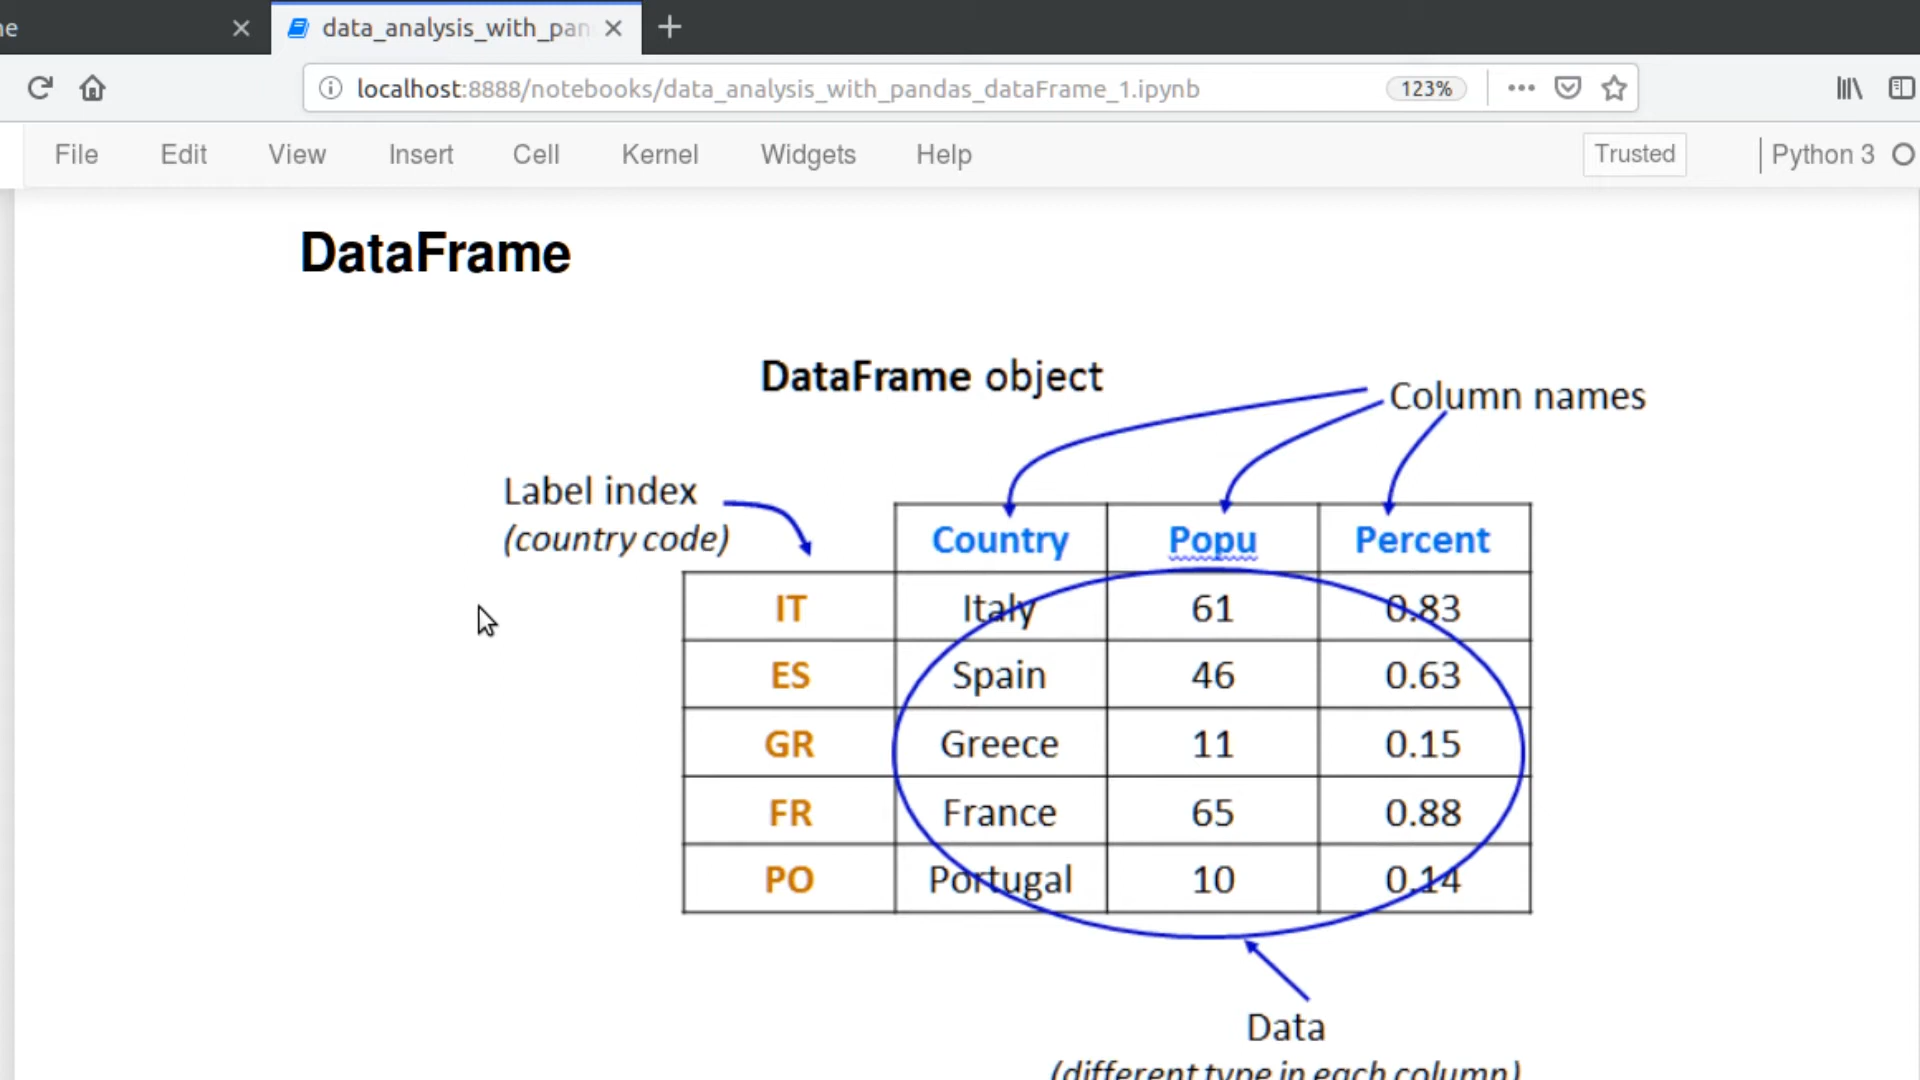 data_analysis_with_pan
localhost:8888/notebooks/data_analysis_with_pandas_dataFrame_1.ipynb 123%
File Edit View Insert Cell Kernel Widgets Help Trusted Python 3
DataFrame
DataFrame object
Column names
Label index
(country code)
Country Popu Percent
IT Italy 61 0.83
ES Spain 46 0.63
GR Greece 11 0.15
FR France 65 0.88
PO Portugal 10 0.14
Data
(different type in each column)